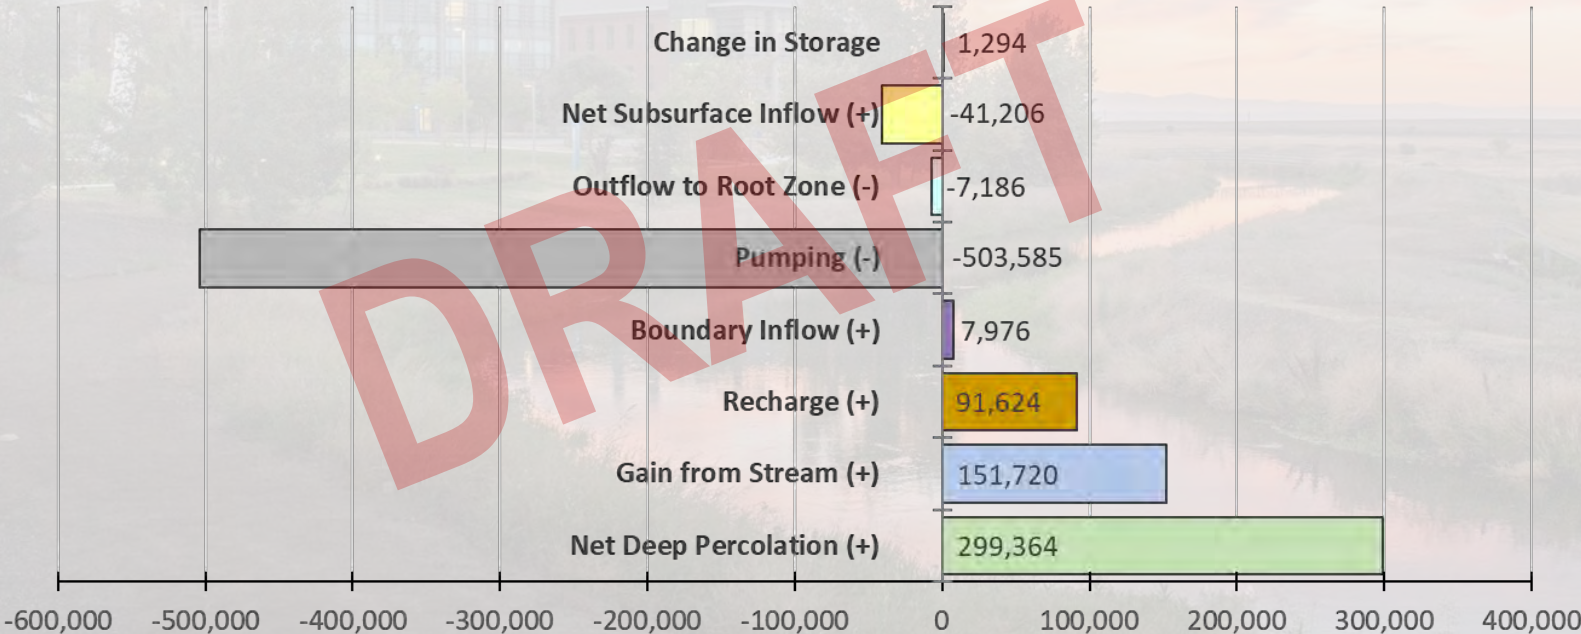 Change in Storage 1,294
Net Subsurface Inflow (+) -41,206
Outflow to Root Zone (-) -7,186
Pumping (-) -503,585
Boundary Inflow (+) 7,976
Recharge (+) 91,624
Gain from Stream (+) 151,720
Net Deep Percolation (+) 299,364
-600,000 -500,000 -400,000 -300,000 -200,000 -100,000 0 100,000 200,000 300,000 400,000
DRAFT